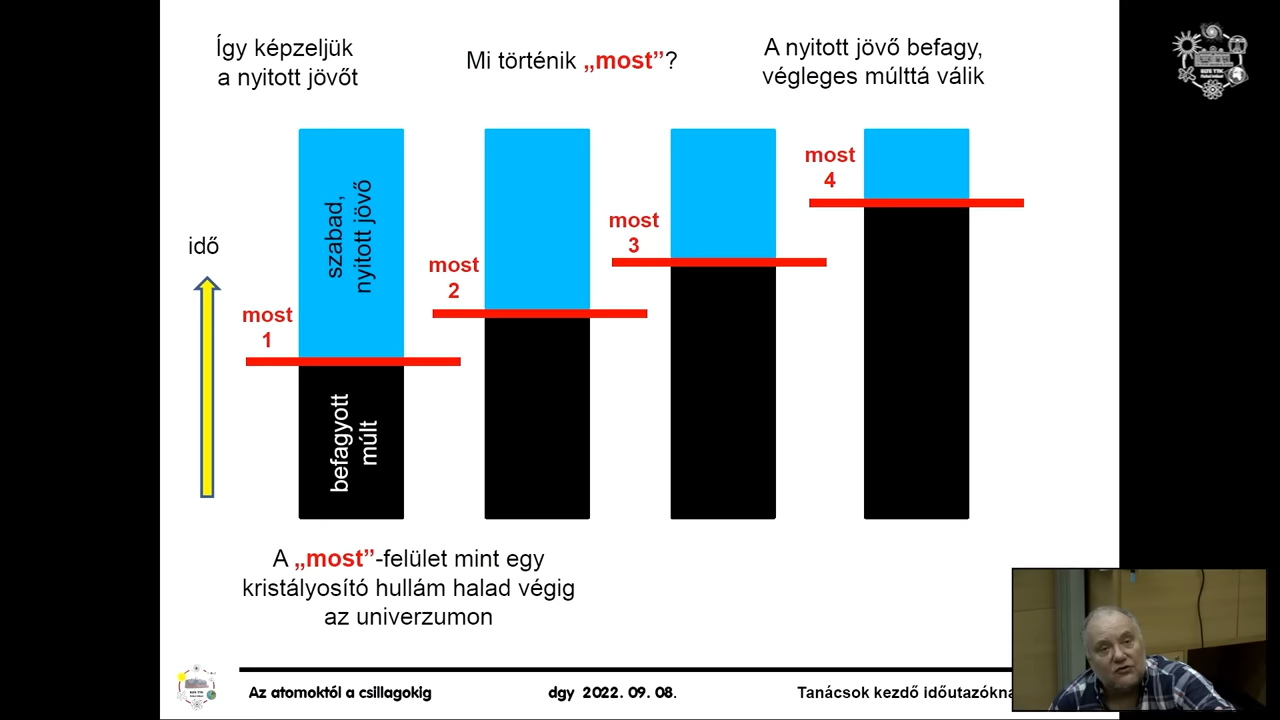 Így képzeljük
a nyitott jövőt
Mi történik „most”?
A nyitott jövő befagy,
végleges múlttá válik
idő
most
1
szabad,
nyitott jövő
befagyott
múlt
most
2
most
3
most
4
A „most”-felület mint egy
kristályosító hullám halad végig
az univerzumon
Az atomoktól a csillagokig
dgy 2022. 09. 08.
Tanácsok kezdő időutazókna